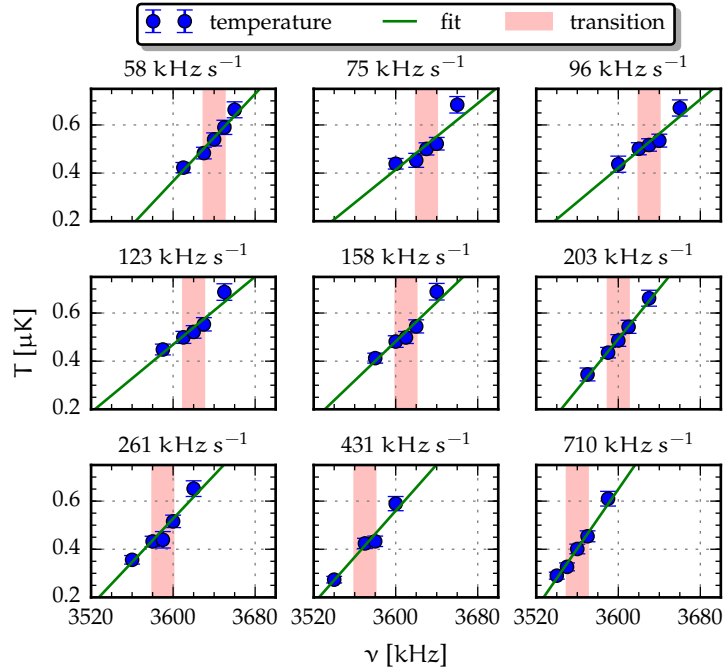 temperature fit transition
58 kHz s⁻¹ 75 kHz s⁻¹ 96 kHz s⁻¹
0.6
0.4
0.2
123 kHz s⁻¹ 158 kHz s⁻¹ 203 kHz s⁻¹
T [μK]
0.6
0.4
0.2
261 kHz s⁻¹ 431 kHz s⁻¹ 710 kHz s⁻¹
0.6
0.4
0.2
3520 3600 3680 3520 3600 3680 3520 3600 3680
ν [kHz]